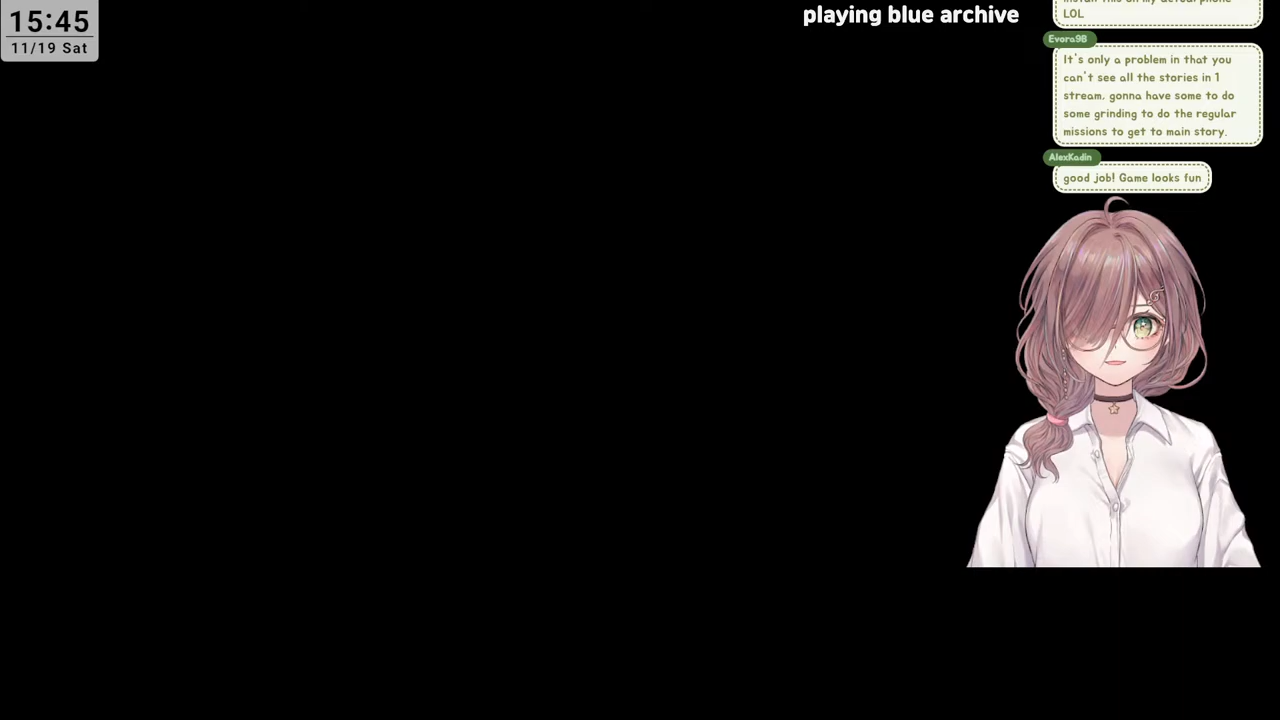 15:45
11/19 Sat
playing blue archive
LOL
Evora98
It's only a problem in that you
can't see all the stories in 1
stream, gonna have some to do
some grinding to do the regular
missions to get to main story.
AlexKadin
good job! Game looks fun